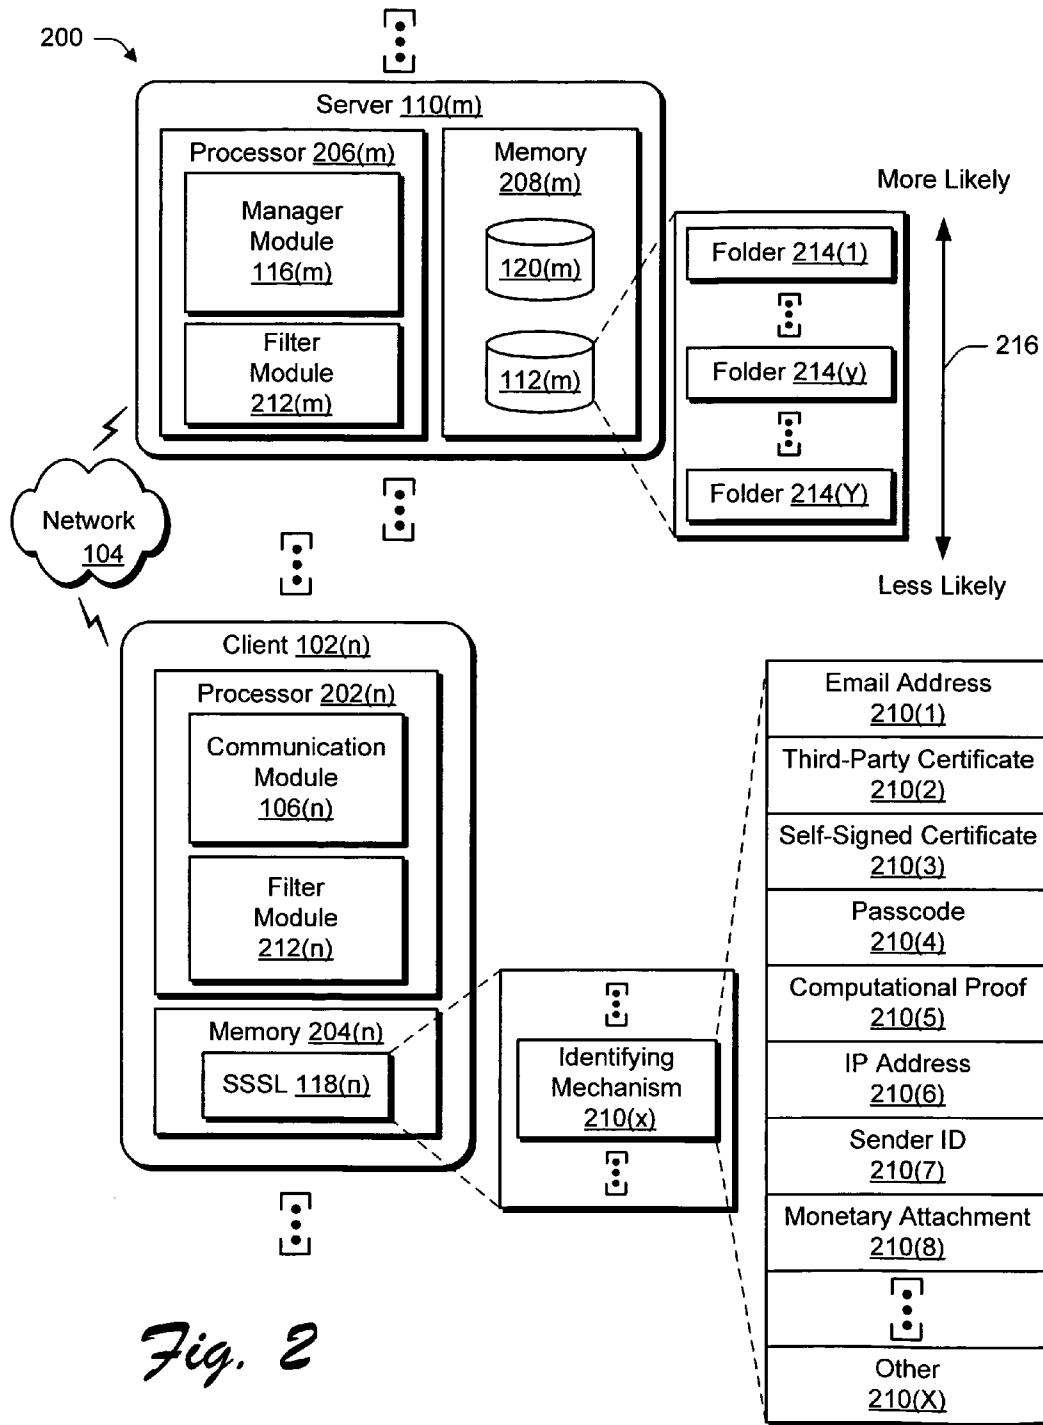 200
Server 110(m)
Processor 206(m)
Manager
Module
116(m)
Filter
Module
212(m)
Memory
208(m)
120(m)
112(m)
More Likely
Folder 214(1)
Folder 214(y)
Folder 214(Y)
216
Less Likely
Network
104
Client 102(n)
Processor 202(n)
Communication
Module
106(n)
Filter
Module
212(n)
Memory 204(n)
SSSL 118(n)
Identifying
Mechanism
210(x)
Email Address
210(1)
Third-Party Certificate
210(2)
Self-Signed Certificate
210(3)
Passcode
210(4)
Computational Proof
210(5)
IP Address
210(6)
Sender ID
210(7)
Monetary Attachment
210(8)
Other
210(X)
Fig. 2